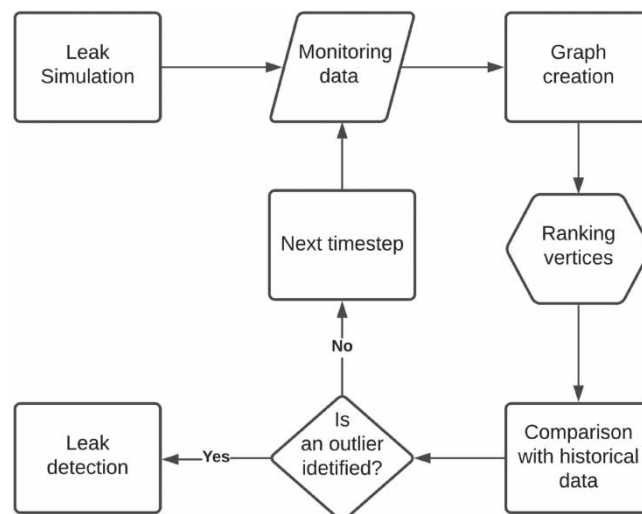 Leak
Simulation
Monitoring
data
Graph
creation
Next timestep
Ranking
vertices
No
Leak
detection
Yes
Is
an outlier
idetified?
Comparison
with historical
data